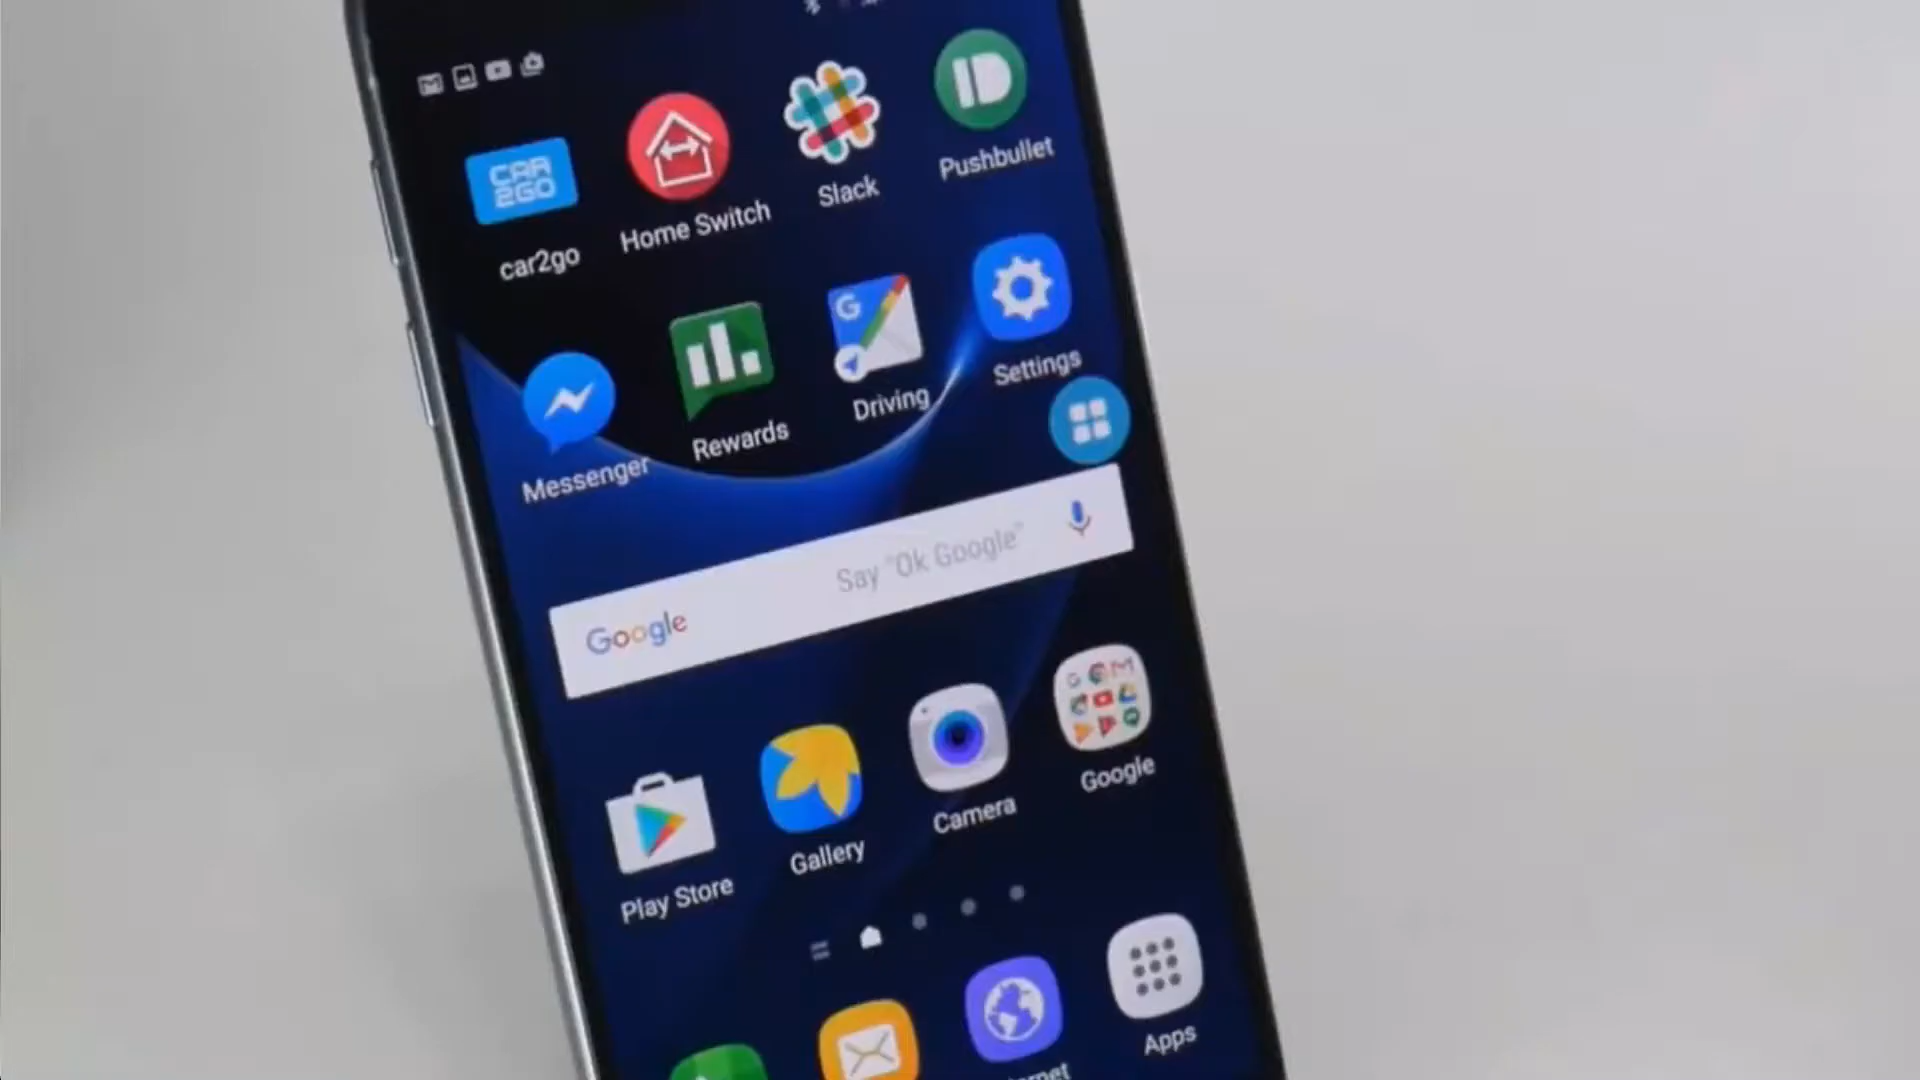 CAR
2GO
car2go
Home Switch
Slack
Pushbullet
G
Messenger
Rewards
Driving
Settings
Google
Say "Ok Google"
Play Store
Gallery
Camera
Google
Apps